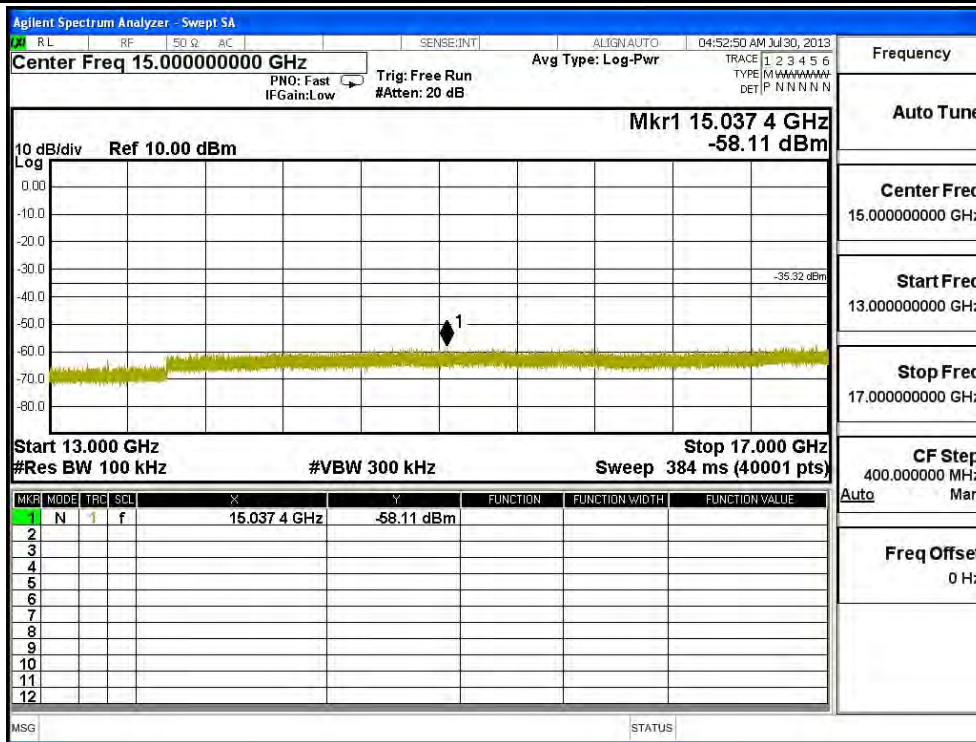 Agilent Spectrum Analyzer - Swept SA
RL RF 50 Ω AC SENSE:INT ALIGN AUTO 04:52:50 AM Jul 30, 2013
Center Freq 15.000000000 GHz
PNO: Fast
IFGain:Low
Trig: Free Run
#Atten: 20 dB
Avg Type: Log-Pwr
TRACE 1 2 3 4 5 6
TYPE MWWWWW
DET P N N N N N
Mkr1 15.037 4 GHz
-58.11 dBm
10 dB/div Ref 10.00 dBm
Log
0.00
-10.0
-20.0
-30.0
-35.32 dBm
-40.0
-50.0
1
-60.0
-70.0
-80.0
Start 13.000 GHz Stop 17.000 GHz
#Res BW 100 kHz #VBW 300 kHz Sweep 384 ms (40001 pts)
MKR MODE TRC SCL X Y FUNCTION FUNCTION WIDTH FUNCTION VALUE
1 N 1 f 15.037 4 GHz -58.11 dBm
2
3
4
5
6
7
8
9
10
11
12
MSG STATUS
Frequency
Auto Tune
Center Freq
15.000000000 GHz
Start Freq
13.000000000 GHz
Stop Freq
17.000000000 GHz
CF Step
400.000000 MHz
Auto Man
Freq Offset
0 Hz